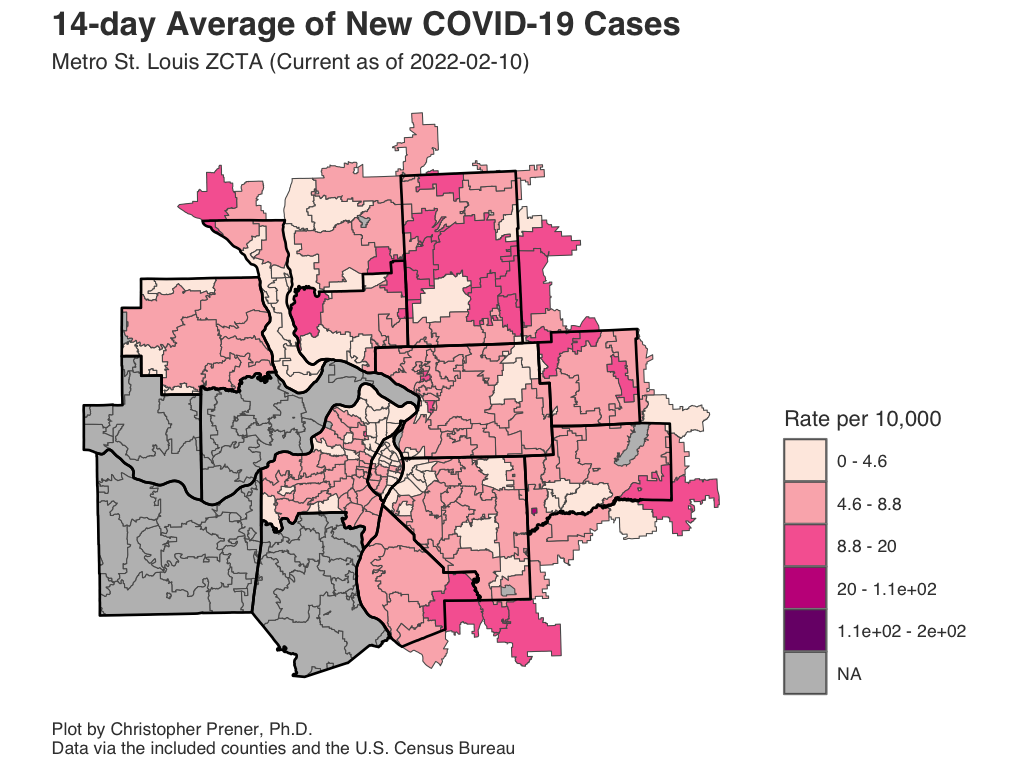 14-day Average of New COVID-19 Cases
Metro St. Louis ZCTA (Current as of 2022-02-10)
Rate per 10,000
0 - 4.6
4.6 - 8.8
8.8 - 20
20 - 1.1e+02
1.1e+02 - 2e+02
NA
Plot by Christopher Prener, Ph.D.
Data via the included counties and the U.S. Census Bureau